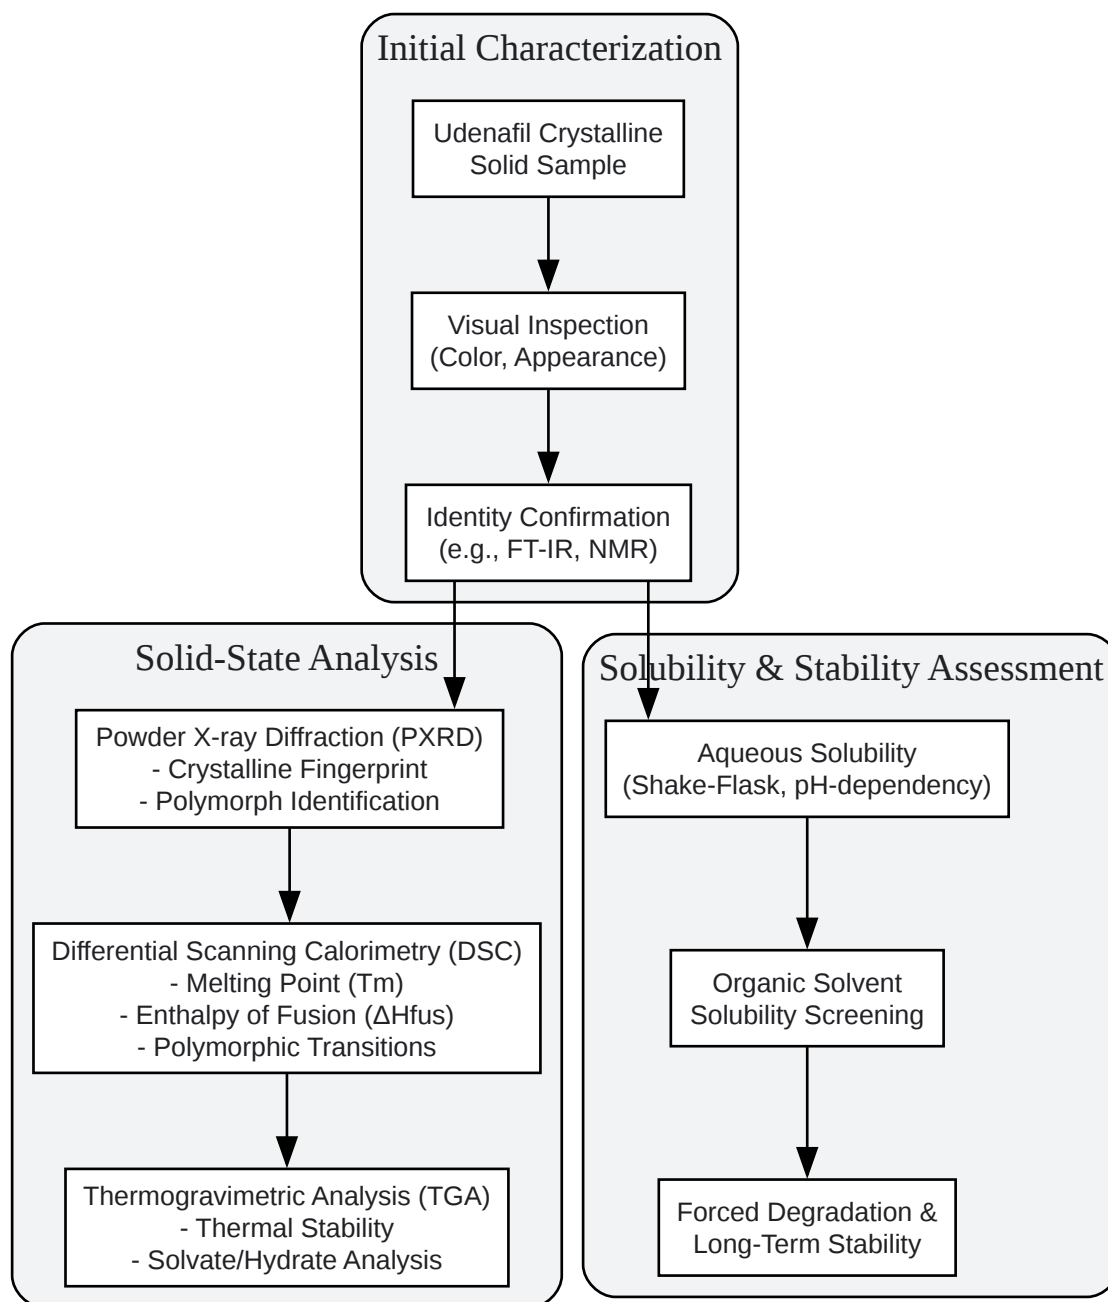 Initial Characterization
Udenafil Crystalline
Solid Sample
Visual Inspection
(Color, Appearance)
Identity Confirmation
(e.g., FT-IR, NMR)
Solid-State Analysis
Powder X-ray Diffraction (PXRD)
- Crystalline Fingerprint
- Polymorph Identification
Differential Scanning Calorimetry (DSC)
- Melting Point (Tm)
- Enthalpy of Fusion (ΔHfus)
- Polymorphic Transitions
Thermogravimetric Analysis (TGA)
- Thermal Stability
- Solvate/Hydrate Analysis
Solubility & Stability Assessment
Aqueous Solubility
(Shake-Flask, pH-dependency)
Organic Solvent
Solubility Screening
Forced Degradation &
Long-Term Stability